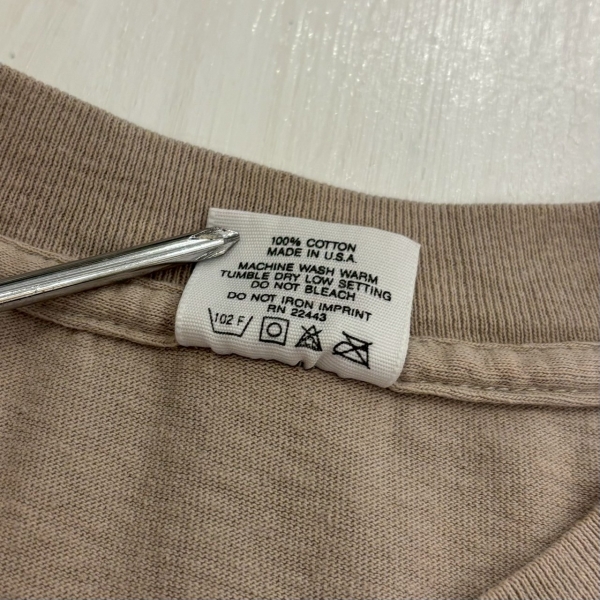 100% COTTON
MADE IN U.S.A.
MACHINE WASH WARM
TUMBLE DRY LOW SETTING
DO NOT BLEACH
DO NOT IRON IMPRINT
RN 22443
102 F